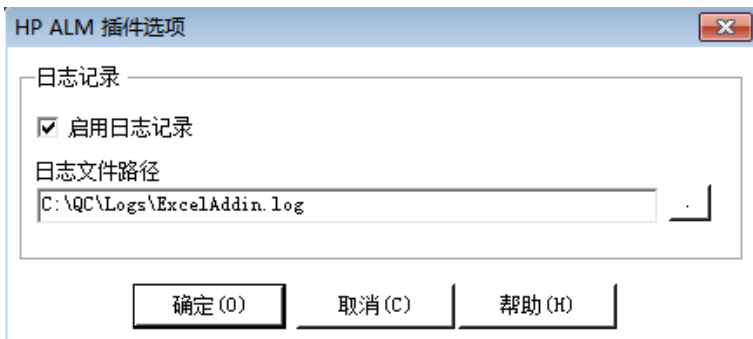 HP ALM 插件选项
日志记录
启用日志记录
日志文件路径
C:\QC\Logs\ExcelAddin.log
.
确定(O)
取消(C)
帮助(H)